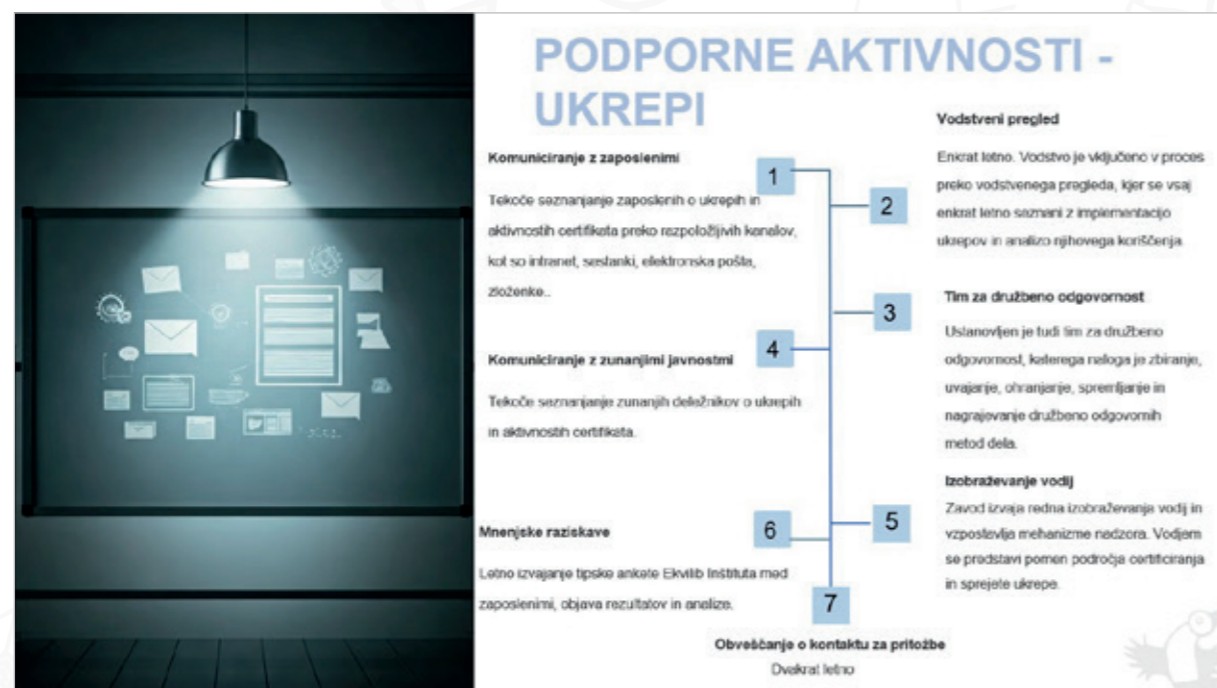 PODPORNE AKTIVNOSTI -
UKREPI
1
Komuniciranje z zaposlenimi
Tekoče seznanjanje zaposlenih o ukrepih in
aktivnostih certifikata preko razpoložljivih kanalov,
kot so intranet, sestanki, elektronska pošta,
zloženke..
2
Vodstveni pregled
Enkrat letno. Vodstvo je vključeno v proces
preko vodstvenega pregleda, kjer se vsaj
enkrat letno seznani z implementacijo
ukrepov in analizo njihovega koriščenja.
3
Tim za družbeno odgovornost
Ustanovljen je tudi tim za družbeno
odgovornost, katerega naloga je zbiranje,
uvajanje, ohranjanje, spremljanje in
nagrajevanje družbeno odgovornih
metod dela.
4
Komuniciranje z zunanjimi javnostmi
Tekoče seznanjanje zunanjih deležnikov o ukrepih
in aktivnostih certifikata.
5
Izobraževanje vodij
Zavod izvaja redna izobraževanja vodij in
vzpostavlja mehanizme nadzora. Vodjem
se predstavi pomen področja certificiranja
in sprejete ukrepe.
6
Mnenjske raziskave
Letno izvajanje tipske ankete Ekvilib Inštituta med
zaposlenimi, objava rezultatov in analize.
7
Obveščanje o kontaktu za pritožbe
Dvakrat letno